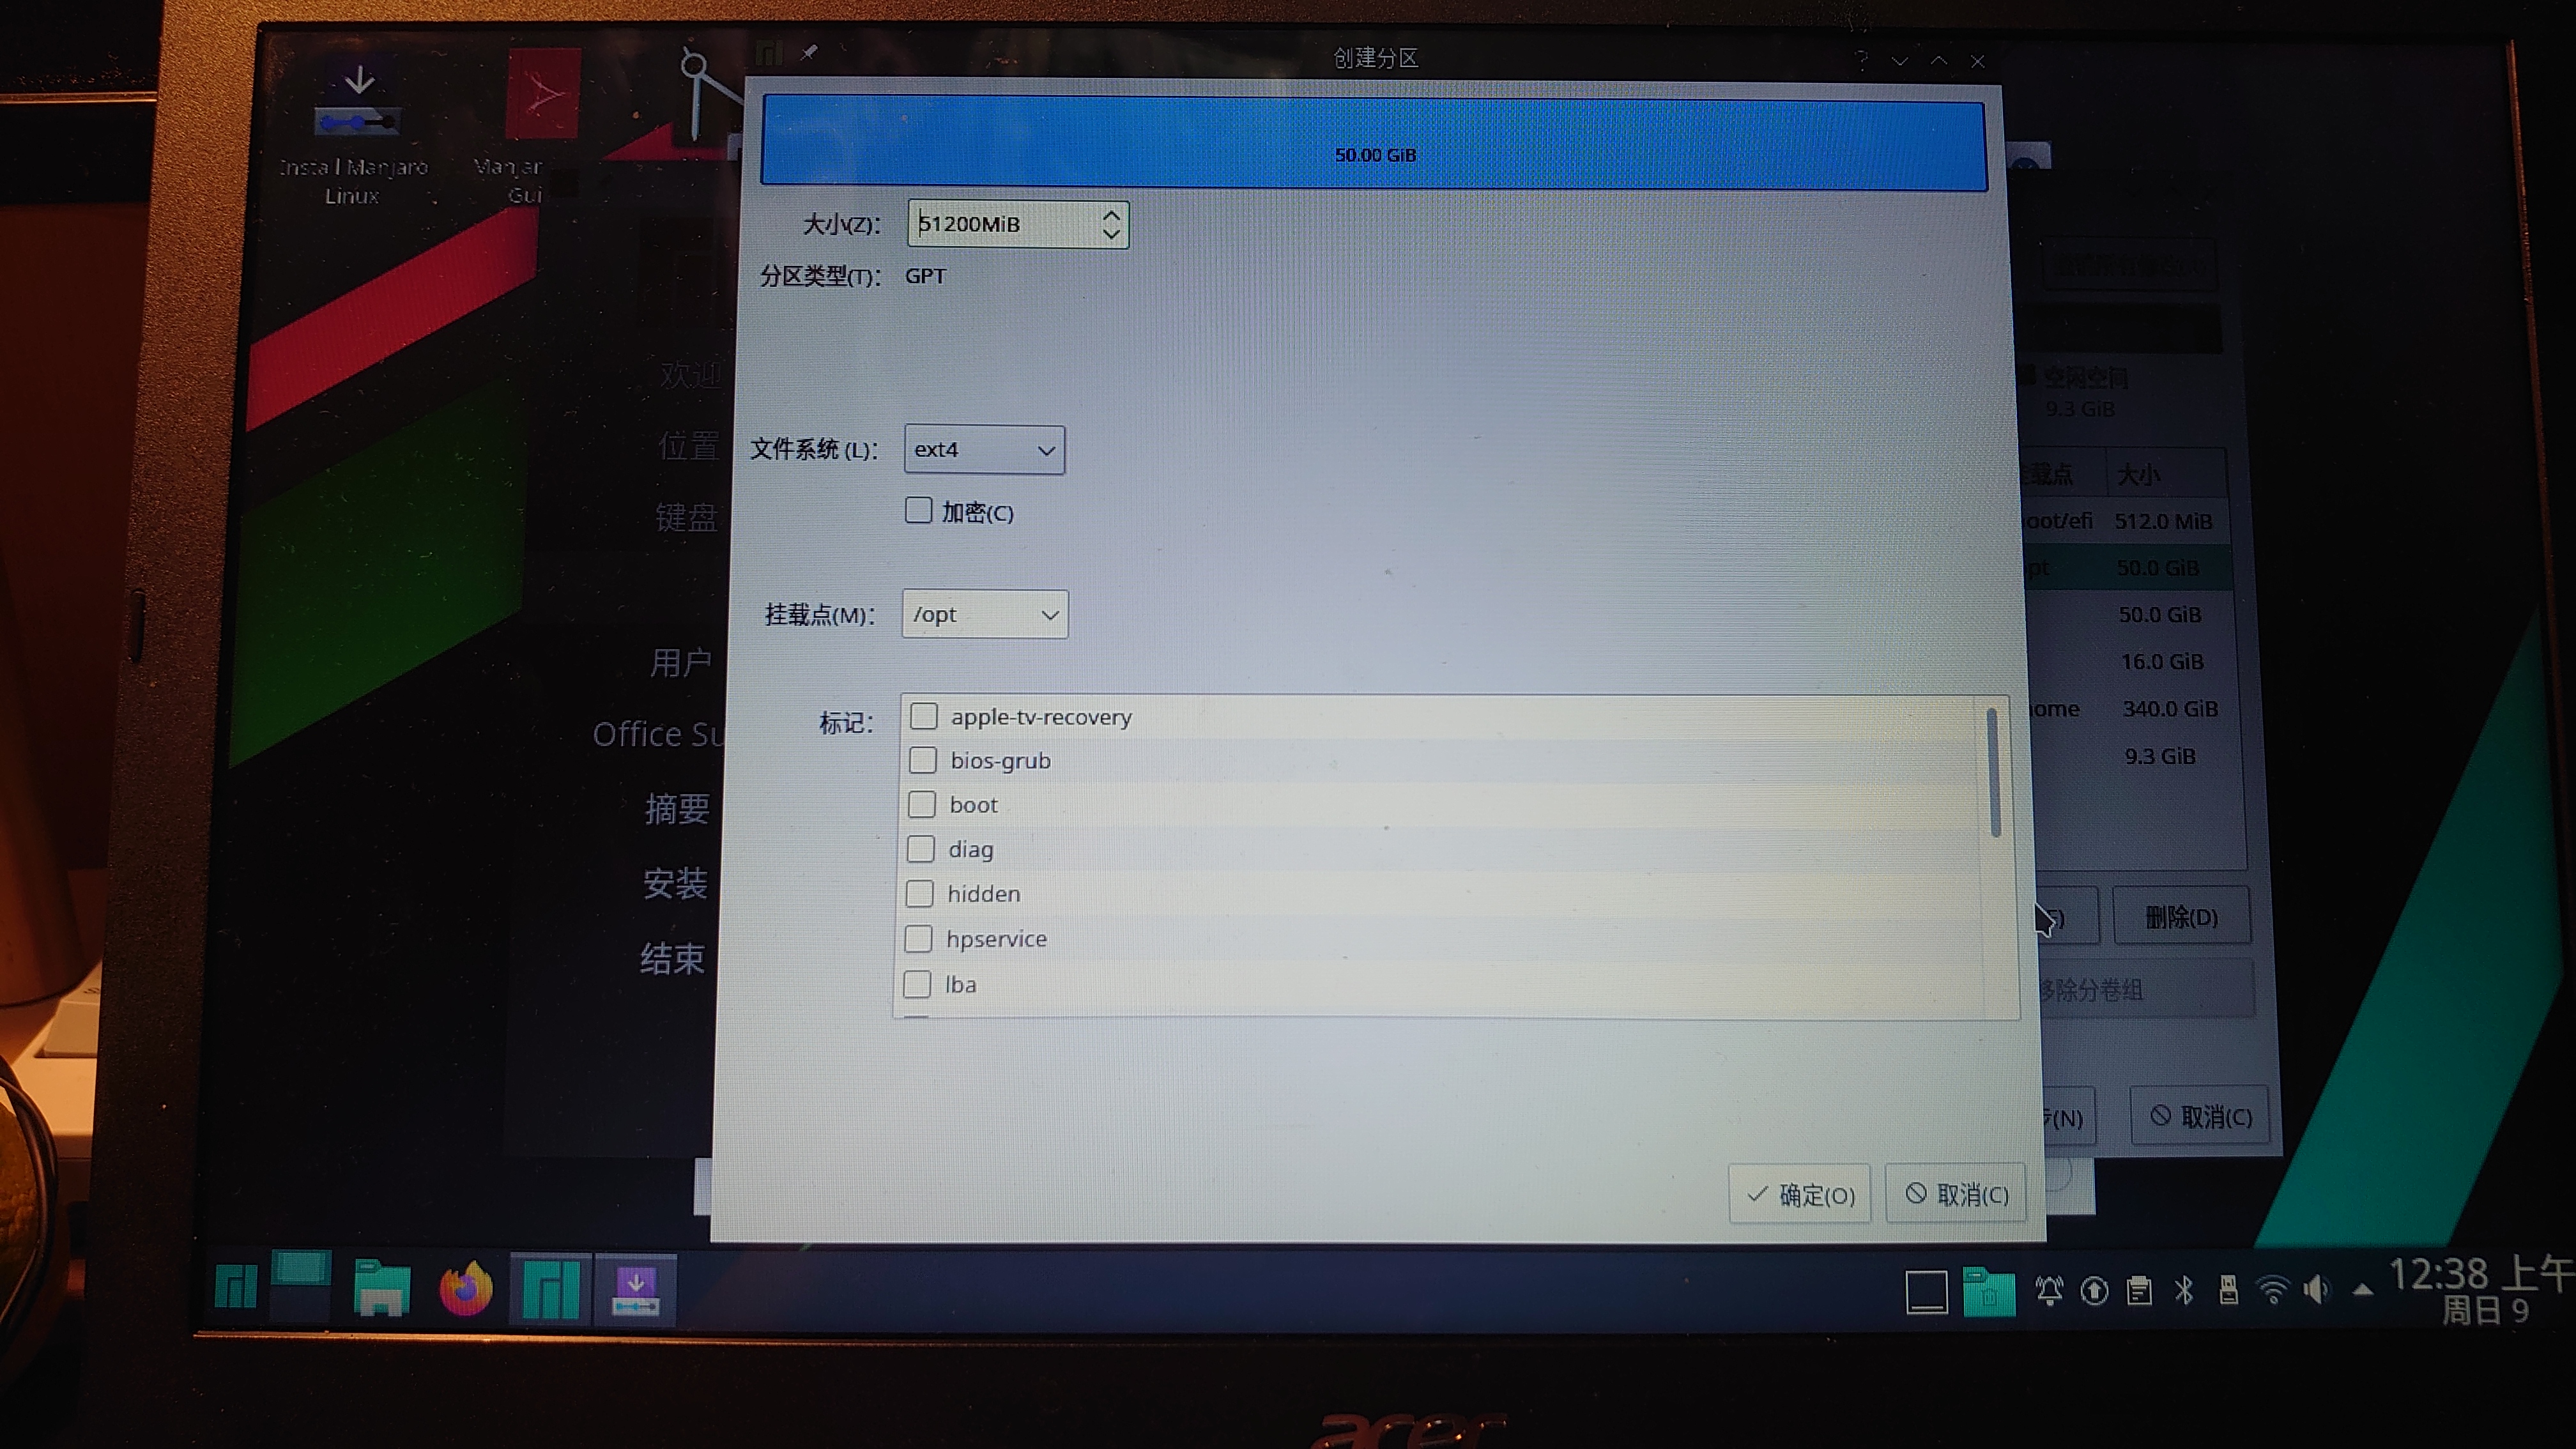 创建分区
Install Manjaro
Linux
Manjar
Gui
50.00 GiB
大小(Z):
51200MiB
分区类型(T):
GPT
文件系统 (L):
ext4
加密(C)
挂载点(M):
/opt
标记:
apple-tv-recovery
bios-grub
boot
diag
hidden
hpservice
lba
确定(O)
取消(C)
欢迎
位置
键盘
用户
Office Su
摘要
安装
结束
空闲空间
9.3 GiB
载点
大小
oot/efi
512.0 MiB
pt
50.0 GiB
50.0 GiB
16.0 GiB
ome
340.0 GiB
9.3 GiB
删除(D)
移除分卷组
(N)
取消(C)
12:38 上午
周日 9
acer